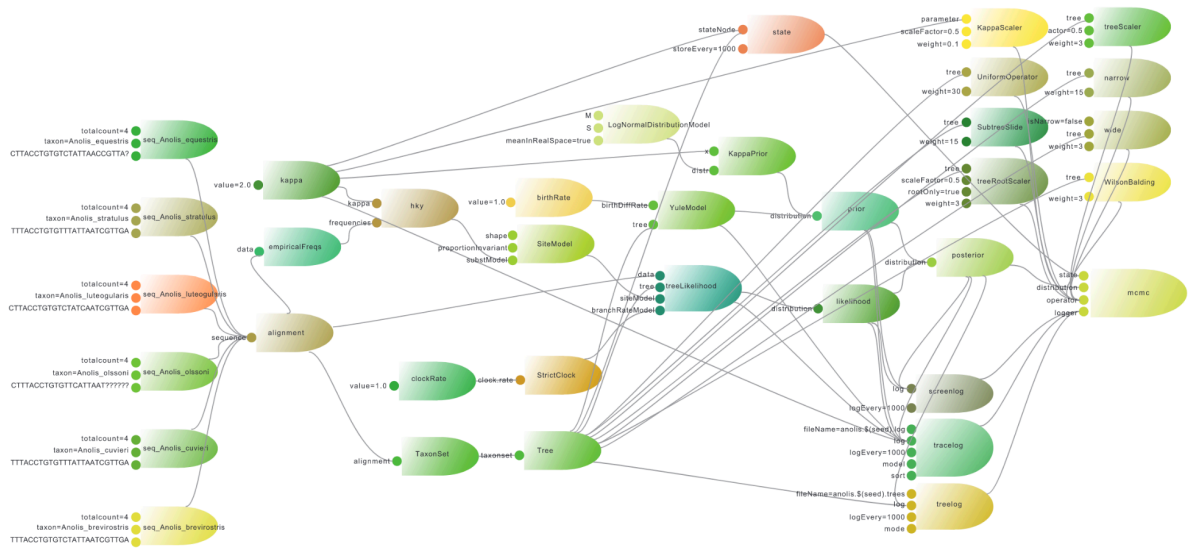 totalcount=4
taxon=Anolis_equestris
CTTACCTGTGTCTATTAACCGTTA?
seq_Anolis_equestris
totalcount=4
taxon=Anolis_stratulus
TTTACCTGTGTCTATTAATCGTTGA
seq_Anolis_stratulus
totalcount=4
taxon=Anolis_luteogularis
CTTACCTGTGTCTATCAATCGTTGA
seq_Anolis_luteogularis
totalcount=4
taxon=Anolis_olssoni
CTTTACCTGTGTTCATTAAT??????
seq_Anolis_olssoni
totalcount=4
taxon=Anolis_cuvieri
TTTACCTGTGTTTATTAATCGTTGA
seq_Anolis_cuvieri
totalcount=4
taxon=Anolis_brevirostris
TTTACCTGTGTCTATTAATCGTTGA
seq_Anolis_brevirostris
value=2.0
kappa
data
empiricalFreqs
sequence
alignment
kappa
frequencies
hky
value=1.0
clockRate
alignment
TaxonSet
value=1.0
birthRate
shape
proportionInvariant
substModel
SiteModel
clock.rate
StrictClock
taxonset
Tree
M
S
meanInRealSpace=true
LogNormalDistributionModel
birthDiffRate
tree
YuleModel
data
tree
siteModel
branchRateModel
treeLikelihood
stateNode
storeEvery=1000
state
x
distr
KappaPrior
distribution
prior
distribution
likelihood
distribution
posterior
log
logEvery=1000
screenlog
fileName=anolis.$(seed).log
log
logEvery=1000
model
sort
tracelog
fileName=anolis.$(seed).trees
log
logEvery=1000
mode
treelog
parameter
scaleFactor=0.5
weight=0.1
KappaScaler
tree
weight=30
UniformOperator
tree
weight=15
SubtreeSlide
tree
scaleFactor=0.5
rootOnly=true
weight=3
treeRootScaler
tree
actor=0.5
weight=3
treeScaler
tree
weight=15
narrow
isNarrow=false
tree
weight=3
wide
tree
weight=3
WilsonBalding
state
distribution
operator
logger
mcmc